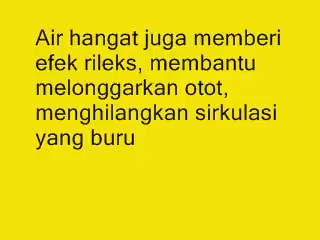 Air hangat juga memberi
efek rileks, membantu
melonggarkan otot,
menghilangkan sirkulasi
yang buru